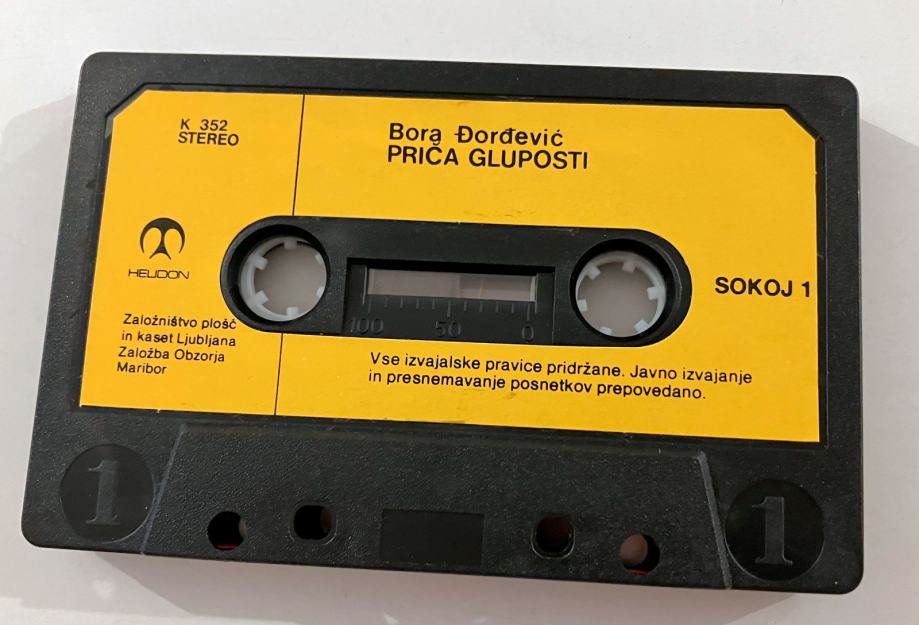 K 352
STEREO
Bora Đorđević
PRIČA GLUPOSTI
HELIDON
SOKOJ 1
Založništvo plošč
in kaset Ljubljana
Založba Obzorja
Maribor
100 50 0
Vse izvajalske pravice pridržane. Javno izvajanje
in presnemavanje posnetkov prepovedano.
1 1